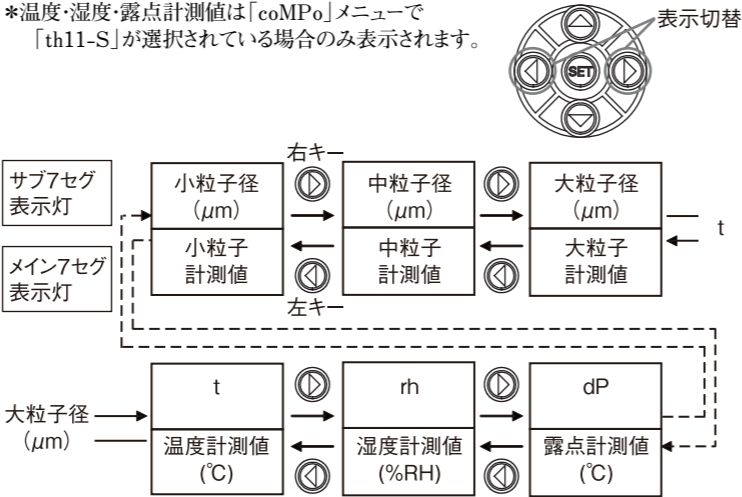 *温度・湿度・露点計測値は「coMPo」メニューで
「th11-S」が選択されている場合のみ表示されます。
表示切替
SET
サブ7セグ
表示灯
メイン7セグ
表示灯
右キー
小粒子径
(μm)
小粒子
計測値
左キー
中粒子径
(μm)
中粒子
計測値
大粒子径
(μm)
大粒子
計測値
t
大粒子径
(μm)
t
温度計測値
(℃)
rh
湿度計測値
(%RH)
dP
露点計測値
(℃)